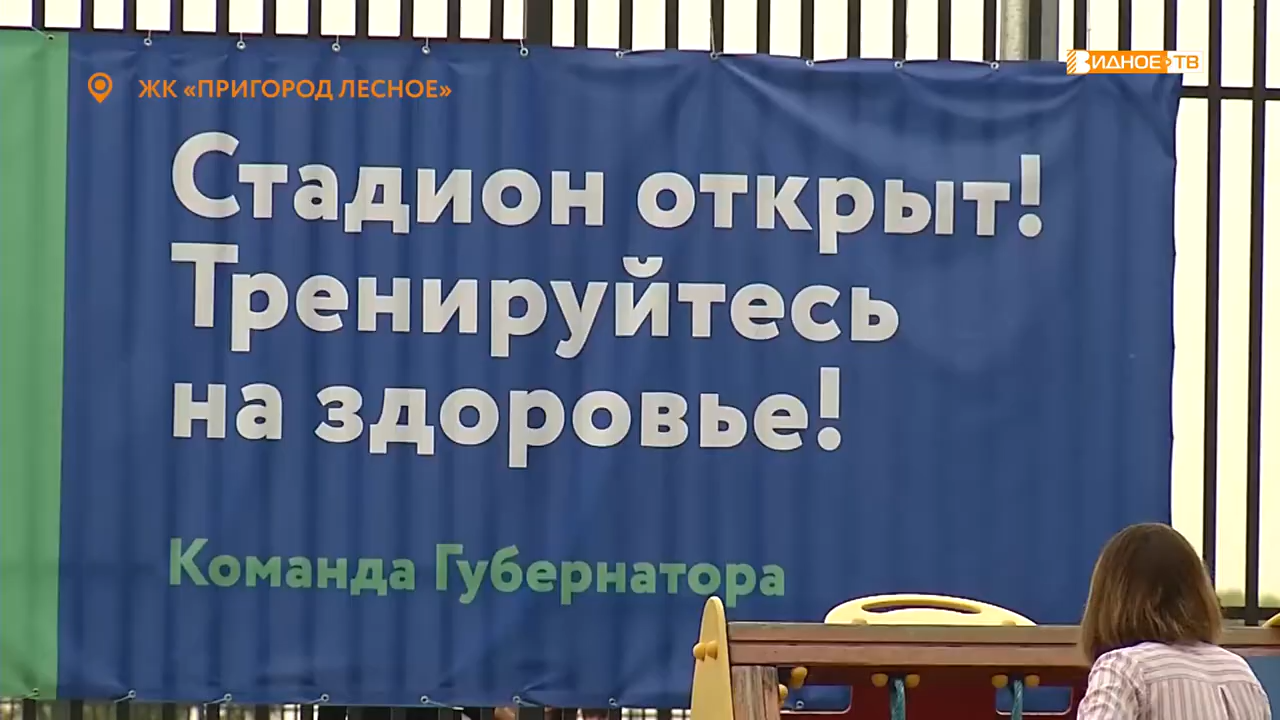 ВИДНОЕ ТВ
ЖК «ПРИГОРОД ЛЕСНОЕ»
Стадион открыт!
Тренируйтесь
на здоровье!
Команда Губернатора